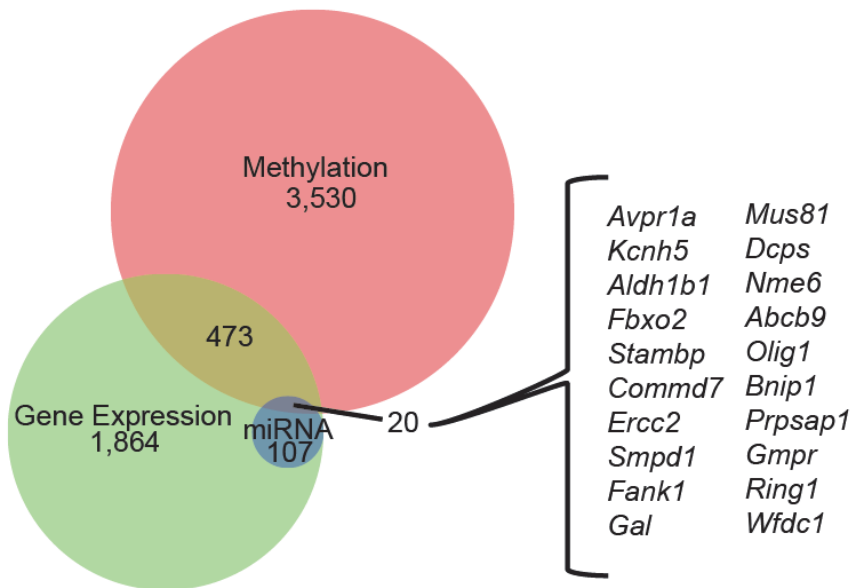 Methylation
3,530
473
Gene Expression
1,864
miRNA
107
20
Avpr1a
Kcnh5
Aldh1b1
Fbxo2
Stambp
Commd7
Ercc2
Smpd1
Fank1
Gal
Mus81
Dcps
Nme6
Abcb9
Olig1
Bnip1
Prpsap1
Gmpr
Ring1
Wfdc1